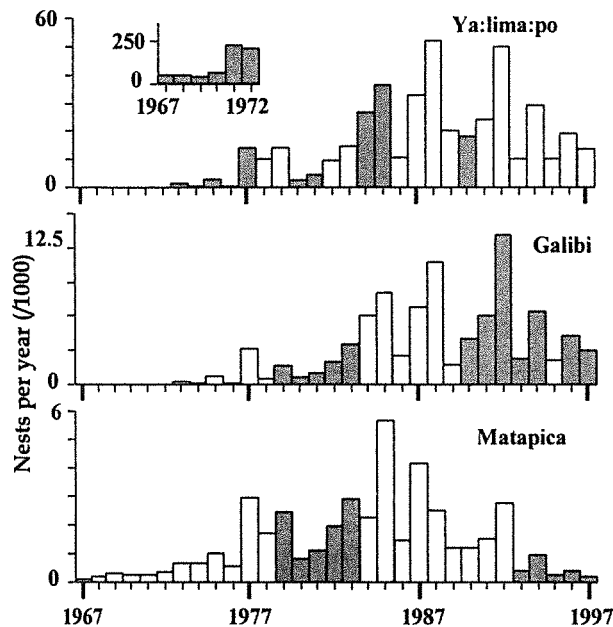 60
Ya:lima:po
250
0
1967 1972
0
12.5
Galibi
Nests per year (/1000)
0
6
Matapica
0
1967 1977 1987 1997